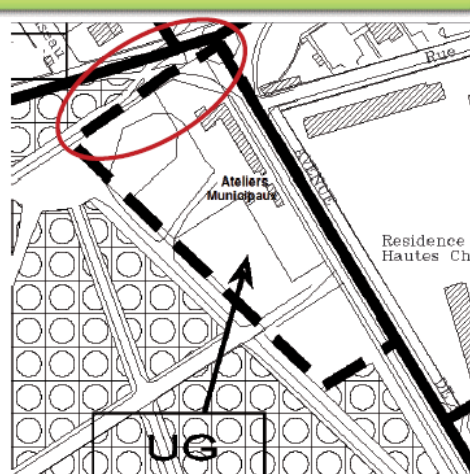 Rue
Ateliers
Municipaux
AVENUE
Residence
Hautes Ch
UG